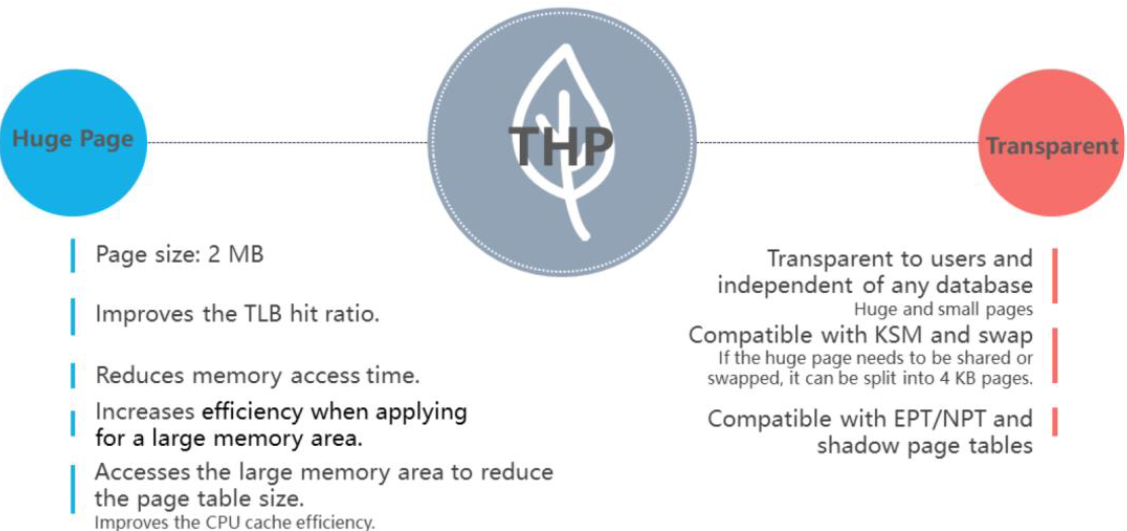 Huge Page
THP
Transparent
Page size: 2 MB
Improves the TLB hit ratio.
Reduces memory access time.
Increases efficiency when applying
for a large memory area.
Accesses the large memory area to reduce
the page table size.
Improves the CPU cache efficiency.
Transparent to users and
independent of any database
Huge and small pages
Compatible with KSM and swap
If the huge page needs to be shared or
swapped, it can be split into 4 KB pages.
Compatible with EPT/NPT and
shadow page tables